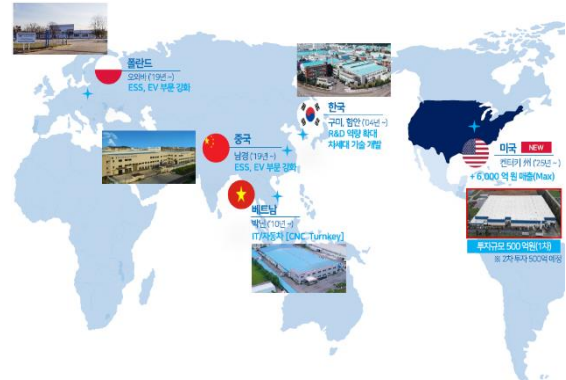 폴란드
오와비 ('19년 ~)
ESS, EV 부문 강화
중국
남경 ('19년 ~)
ESS, EV 부문 강화
한국
구미, 함안 ('04년 ~)
R&D 역량 확대
차세대 기술 개발
베트남
박닌 ('10년 ~)
IT/자동차 [CNC Turnkey]
미국 NEW
켄터키 州 ('25년 ~)
+ 6,000 억 원 매출(Max)
투자규모 500 억원(1차)
※ 2차 투자 500억 예정